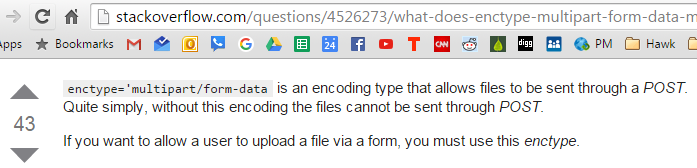 stackoverflow.com/questions/4526273/what-does-enctype-multipart-form-data-m
Apps Bookmarks 24 CNN PM Hawk
enctype='multipart/form-data is an encoding type that allows files to be sent through a POST.
Quite simply, without this encoding the files cannot be sent through POST.
43
If you want to allow a user to upload a file via a form, you must use this enctype.